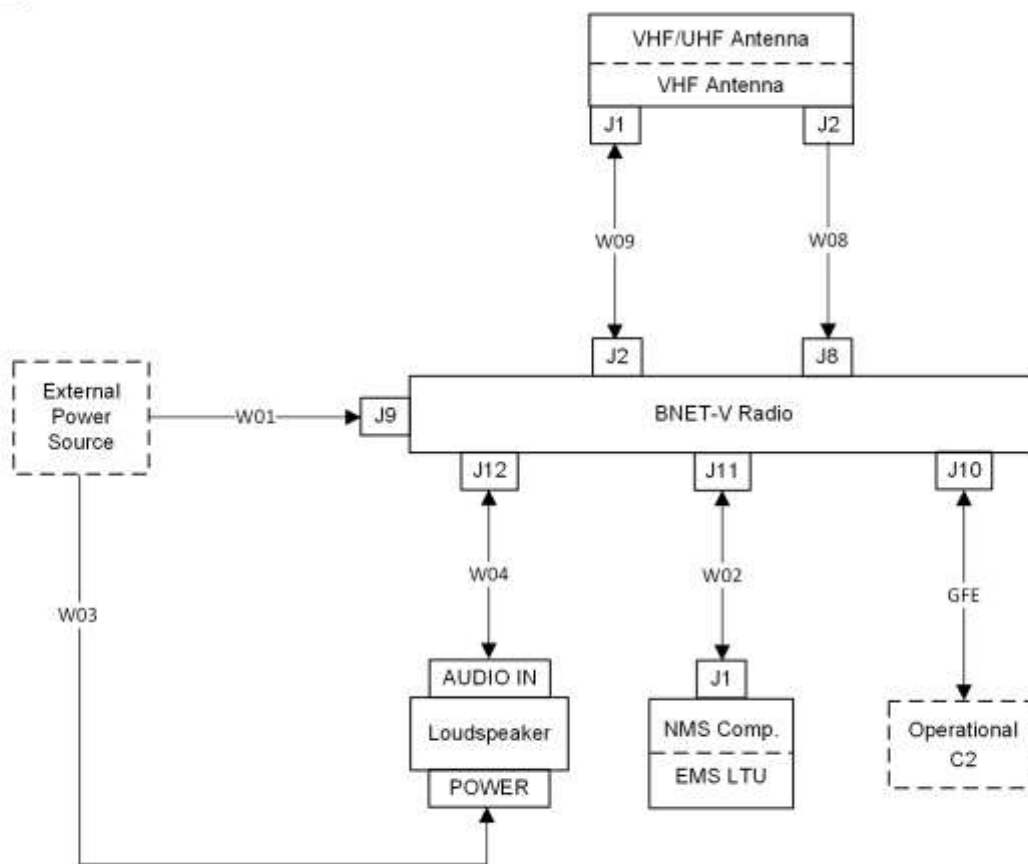 VHF/UHF Antenna
VHF Antenna
J1
J2
W09
W08
J2
J8
External
Power
Source
W01
J9
BNET-V Radio
J12
J11
J10
W04
W02
GFE
W03
AUDIO IN
J1
Loudspeaker
NMS Comp.
Operational
C2
EMS LTU
POWER